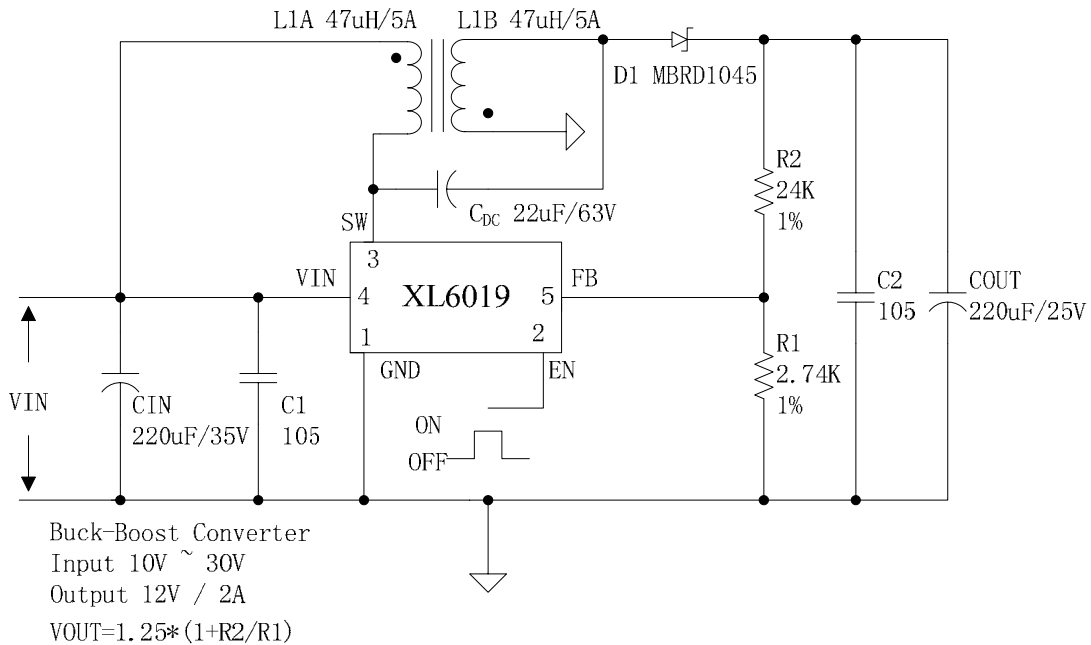 L1A 47uH/5A
L1B 47uH/5A
D1 MBRD1045
R2
24K
1%
C_DC 22uF/63V
SW
3
VIN
4
XL6019
5
FB
1
2
GND
EN
C2
105
COUT
220uF/25V
R1
2.74K
1%
VIN
CIN
220uF/35V
C1
105
ON
OFF
Buck-Boost Converter
Input 10V ~ 30V
Output 12V / 2A
VOUT=1.25*(1+R2/R1)